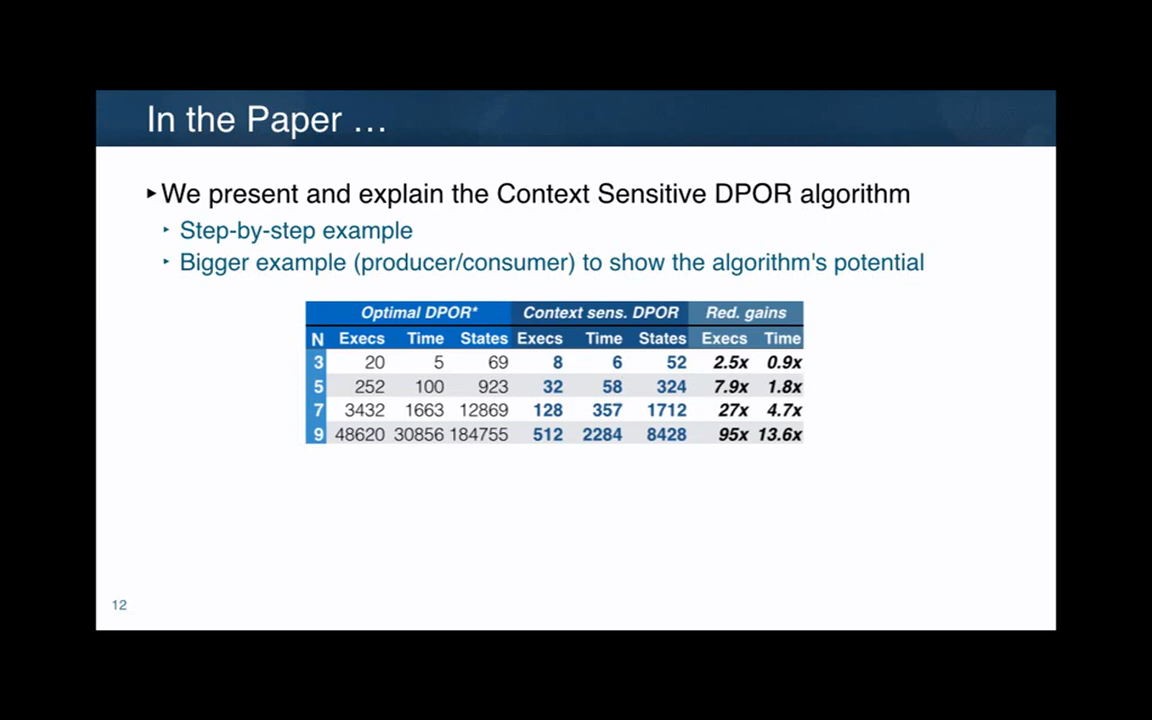 In the Paper …
▸We present and explain the Context Sensitive DPOR algorithm
‣ Step-by-step example
‣ Bigger example (producer/consumer) to show the algorithm's potential
Optimal DPOR* Context sens. DPOR Red. gains
N Execs Time States Execs Time States Execs Time
3 20 5 69 8 6 52 2.5x 0.9x
5 252 100 923 32 58 324 7.9x 1.8x
7 3432 1663 12869 128 357 1712 27x 4.7x
9 48620 30856 184755 512 2284 8428 95x 13.6x
12